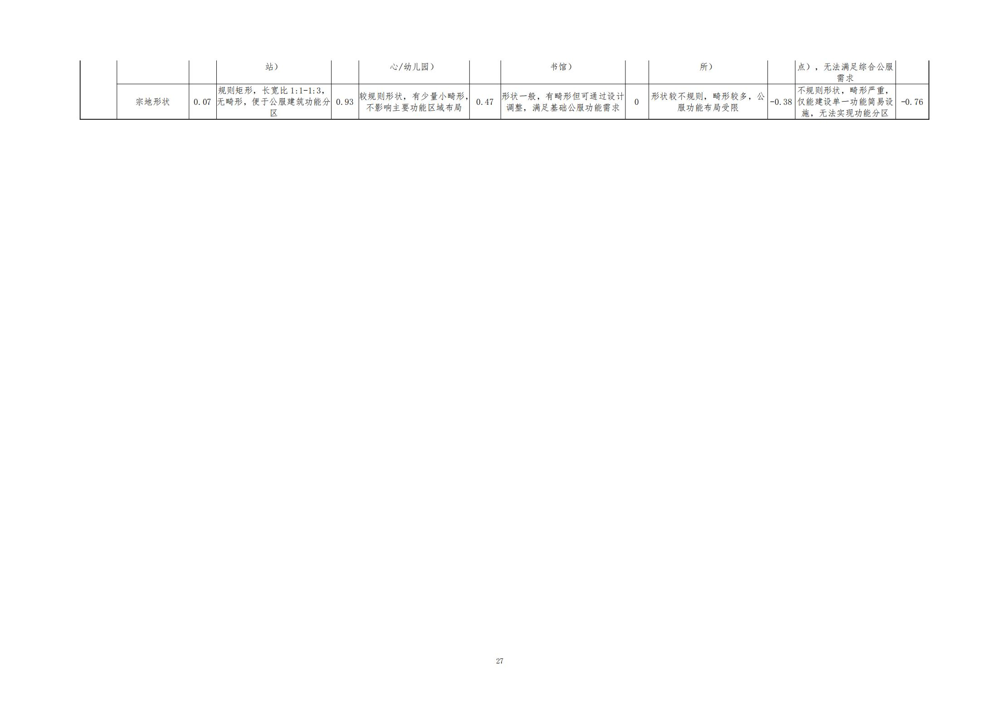 站）
心/幼儿园）
书馆）
所）
点），无法满足综合公服
需求
宗地形状
0.07
规则矩形，长宽比 1:1-1:3，
无畸形，便于公服建筑功能分
区
0.93
较规则形状，有少量小畸形，
不影响主要功能区域布局
0.47
形状一般，有畸形但可通过设计
调整，满足基础公服功能需求
0
形状较不规则，畸形较多，公
服功能布局受限
-0.38
不规则形状，畸形严重，
仅能建设单一功能简易设
施，无法实现功能分区
-0.76
27